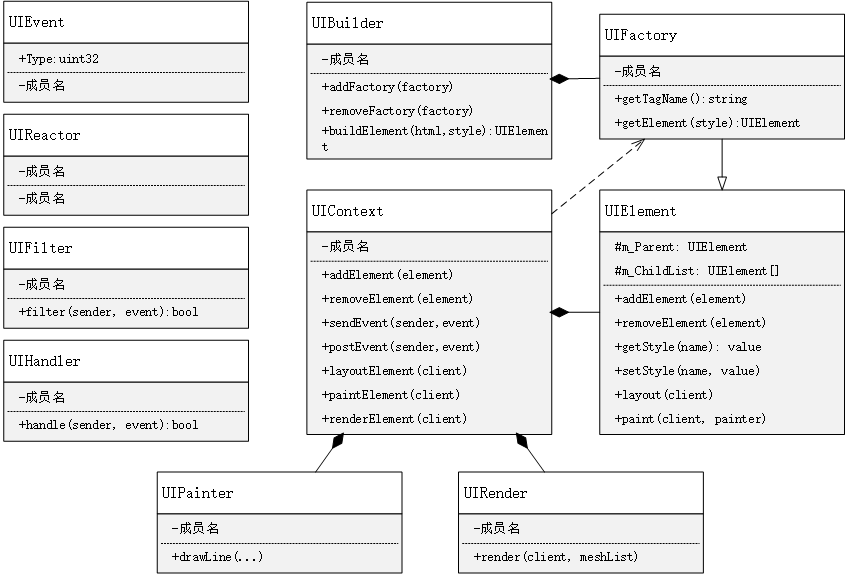 UIEvent
+Type:uint32
-成员名
UIReactor
-成员名
-成员名
UIFilter
-成员名
+filter(sender, event):bool
UIHandler
-成员名
+handle(sender, event):bool
UIBuilder
-成员名
+addFactory(factory)
+removeFactory(factory)
+buildElement(html,style):UIElemen
t
UIFactory
-成员名
+getTagName():string
+getElement(style):UIElement
UIContext
-成员名
+addElement(element)
+removeElement(element)
+sendEvent(sender,event)
+postEvent(sender,event)
+layoutElement(client)
+paintElement(client)
+renderElement(client)
UIElement
#m_Parent: UIElement
#m_ChildList: UIElement[]
+addElement(element)
+removeElement(element)
+getStyle(name): value
+setStyle(name, value)
+layout(client)
+paint(client, painter)
UIPainter
-成员名
+drawLine(...)
UIRender
-成员名
+render(client, meshList)